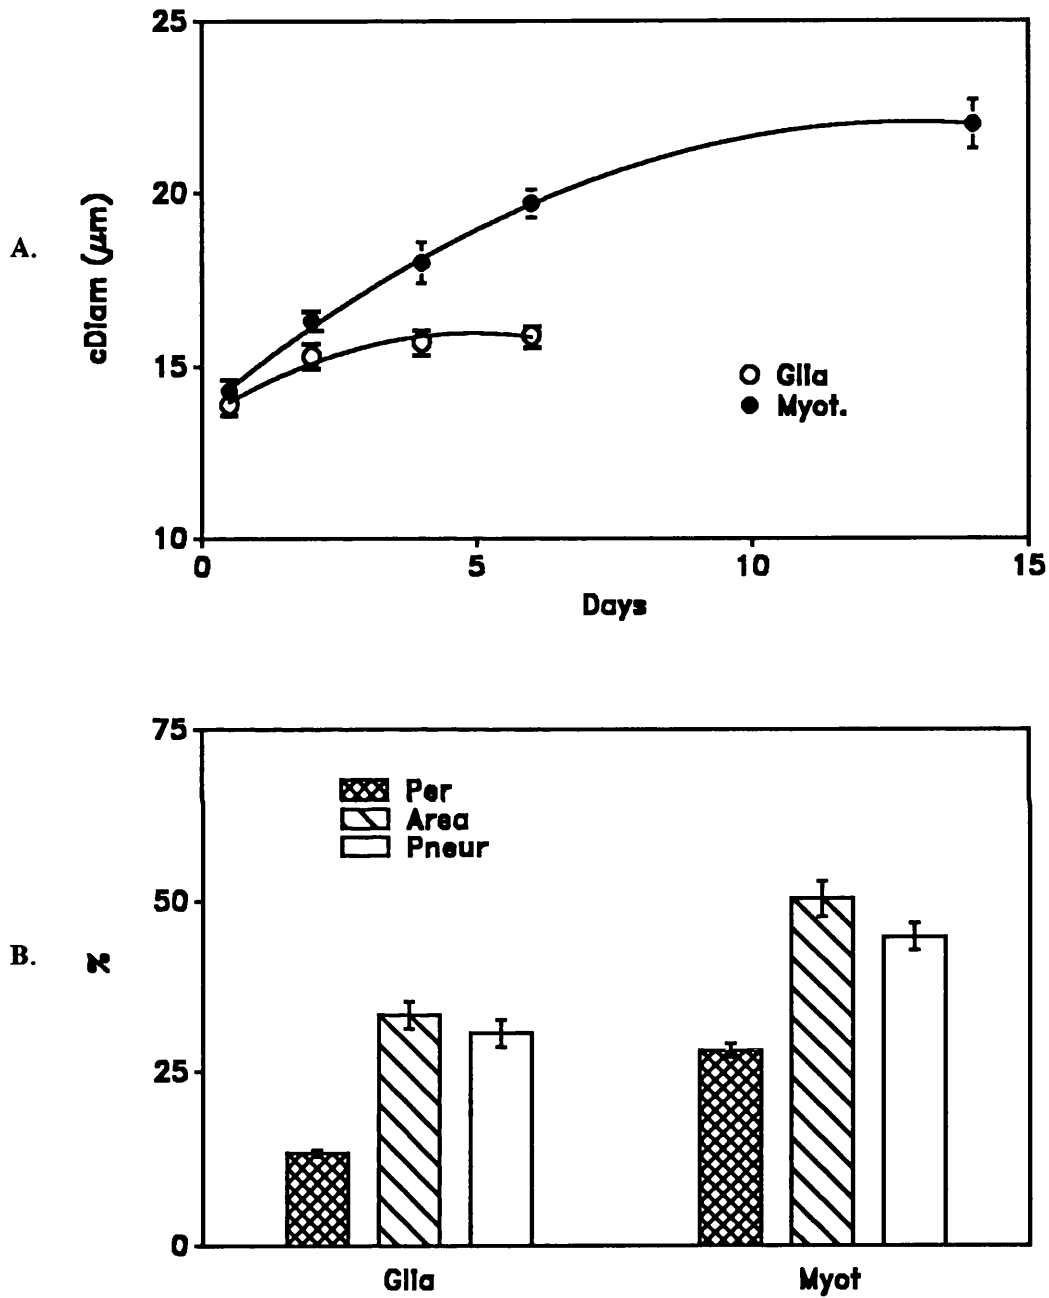 25
20
15
10
A.
cDiam (μm)
Glia
Myot.
0 5 10 15
Days
75
50
25
0
B.
%
Per
Area
Pneur
Glia Myot